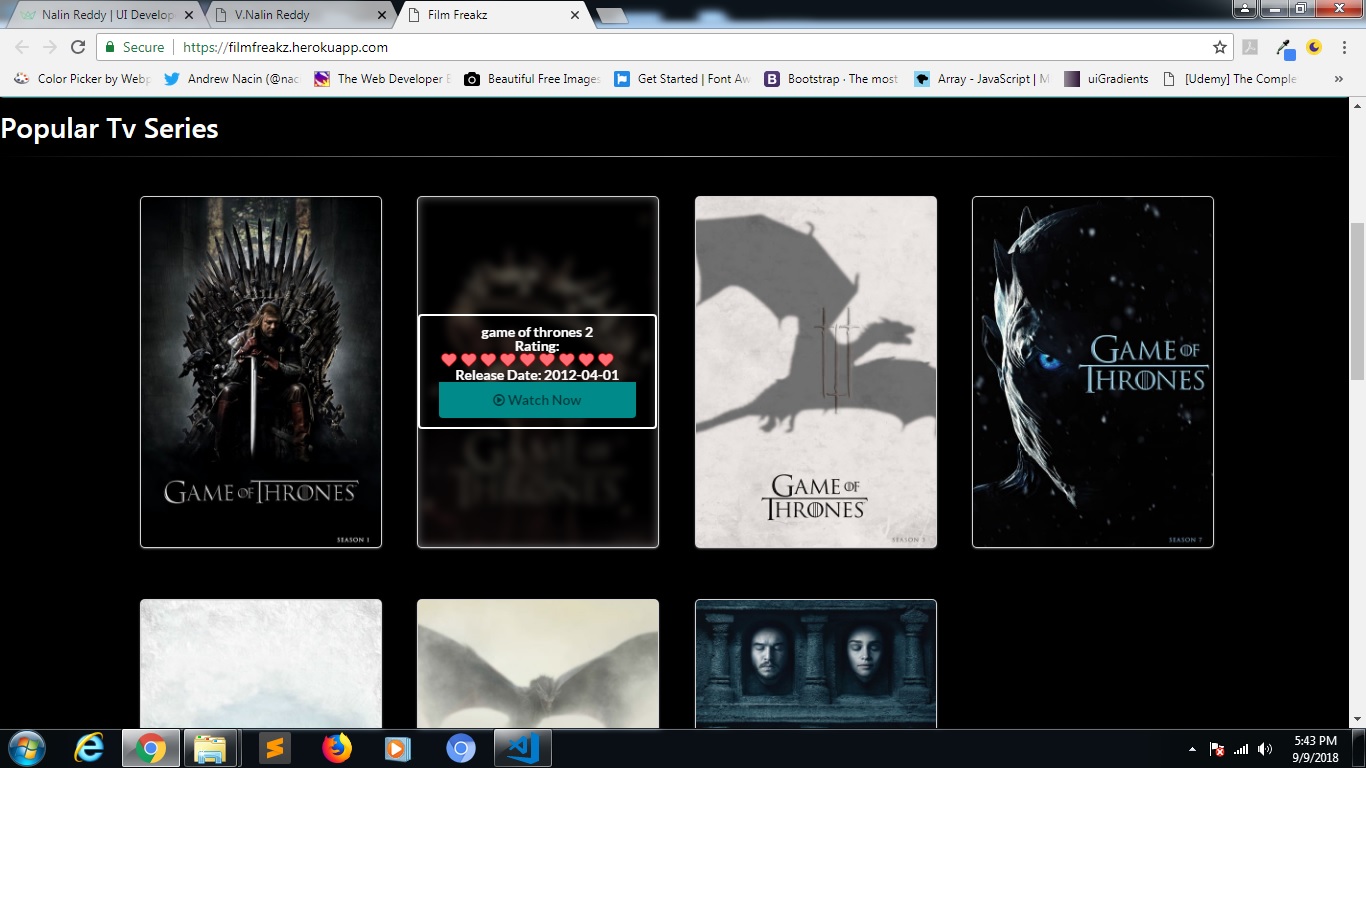 Nalin Reddy | UI Develop
V.Nalin Reddy
Film Freakz
Secure
https://filmfreakz.herokuapp.com
Color Picker by Webp
Andrew Nacin (@nac
The Web Developer B
Beautiful Free Images
Get Started | Font Aw
Bootstrap · The most
Array - JavaScript | M
uiGradients
[Udemy] The Comple
»
Popular Tv Series
GAME OF THRONES
SEASON 1
game of thrones 2
Rating:
Release Date: 2012-04-01
Watch Now
GAME OF THRONES
GAME OF
THRONES
SEASON 3
GAME OF
THRONES
SEASON 7
5:43 PM
9/9/2018